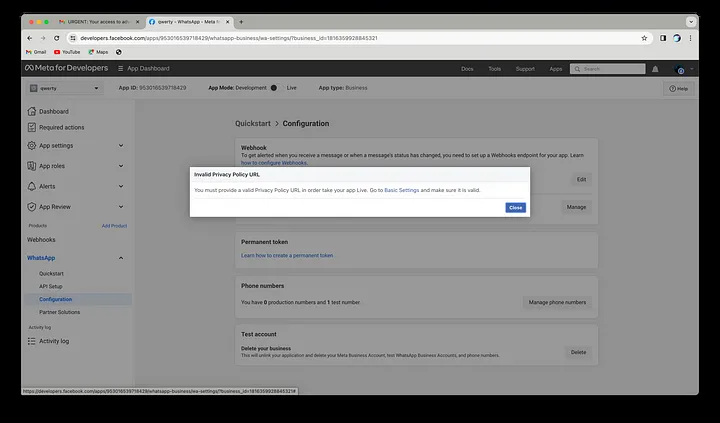 URGENT: Your access to adv
qwerty - WhatsApp - Meta f
developers.facebook.com/apps/953016539718429/whatsapp-business/wa-settings/?business_id=1816359928845321
Gmail YouTube Maps
Meta for Developers App Dashboard Docs Tools Support Apps Search
qwerty App ID: 953016539718429 App Mode: Development Live App type: Business Help
Dashboard
Required actions
App settings
App roles
Alerts
App Review
Products Add Product
Webhooks
WhatsApp
Quickstart
API Setup
Configuration
Partner Solutions
Activity log
Activity log
Quickstart > Configuration
Webhook
To get alerted when you receive a message or when a message's status has changed, you need to set up a Webhooks endpoint for your app. Learn
how to configure Webhooks.
Edit
Invalid Privacy Policy URL
You must provide a valid Privacy Policy URL in order take your app Live. Go to Basic Settings and make sure it is valid.
Close
Manage
Permanent token
Learn how to create a permanent token
Phone numbers
You have 0 production numbers and 1 test number.
Manage phone numbers
Test account
Delete your business
This will unlink your application and delete your Meta Business Account, test WhatsApp Business Accounts, and phone numbers.
Delete
https://developers.facebook.com/apps/953016539718429/whatsapp-business/wa-settings/?business_id=1816359928845321#